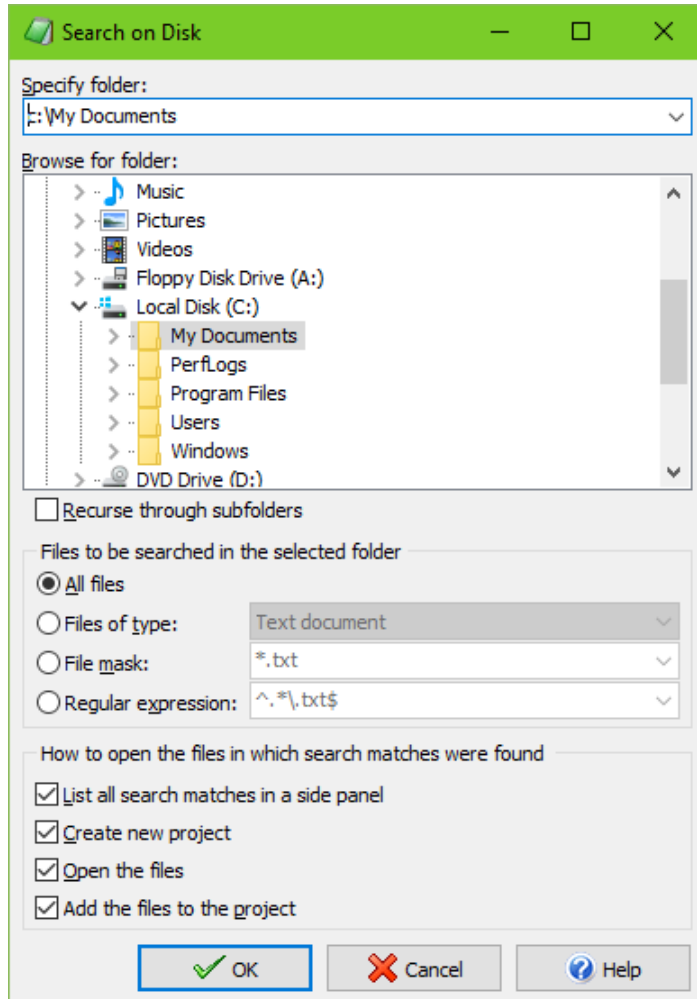 Search on Disk
Specify folder:
c:\My Documents
Browse for folder:
Music
Pictures
Videos
Floppy Disk Drive (A:)
Local Disk (C:)
My Documents
PerfLogs
Program Files
Users
Windows
DVD Drive (D:)
Recurse through subfolders
Files to be searched in the selected folder
All files
Files of type: Text document
File mask: *.txt
Regular expression: ^.*\.txt$
How to open the files in which search matches were found
List all search matches in a side panel
Create new project
Open the files
Add the files to the project
OK Cancel Help